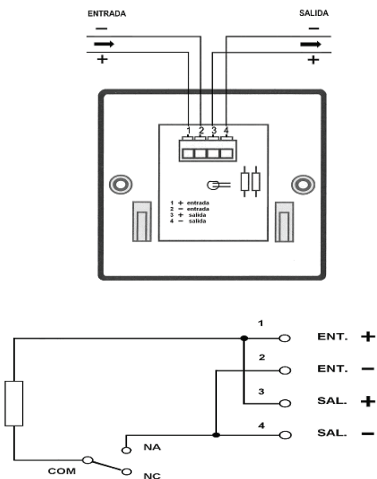 ENTRADA
SALIDA
− −
+ +
1 2 3 4
1 + entrada
2 − entrada
3 + salida
4 − salida
1 ENT. +
2 ENT. −
3 SAL. +
4 SAL. −
NA
COM
NC